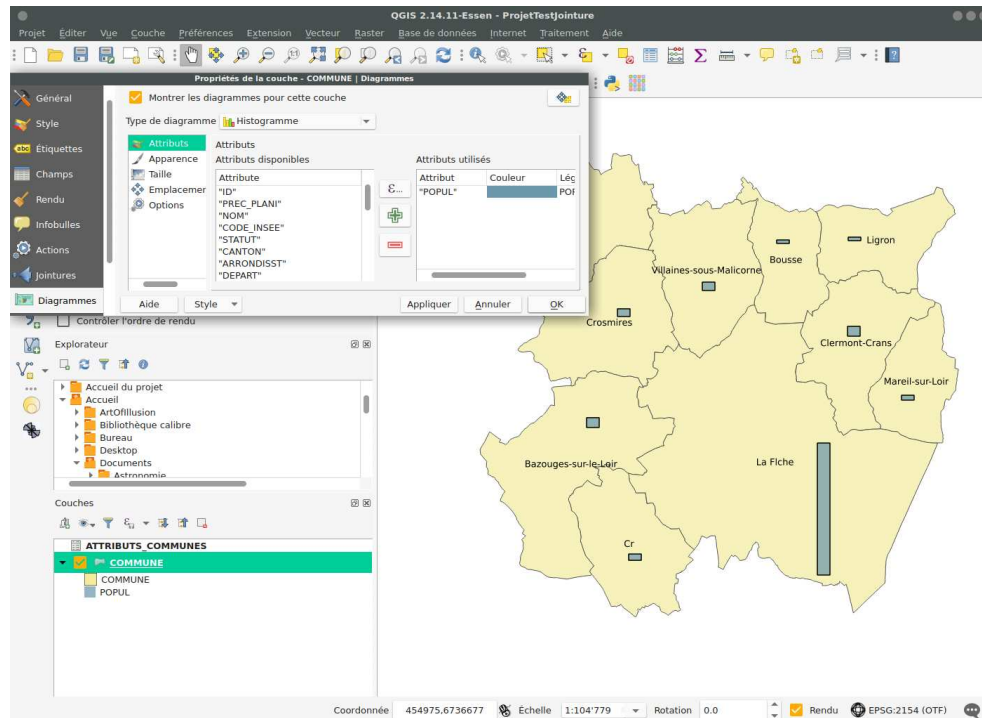 QGIS 2.14.11-Essen - ProjetTestJointure
Projet Éditer Vue Couche Préférences Extension Vecteur Raster Base de données Internet Traitement Aide
Propriétés de la couche - COMMUNE | Diagrammes
Général
Style
Étiquettes
Champs
Rendu
Infobulles
Actions
Jointures
Diagrammes
Montrer les diagrammes pour cette couche
Type de diagramme Histogramme
Attributs
Apparence
Taille
Emplacemer
Options
Attributs
Attributs disponibles
Attribute
"ID"
"PREC_PLANI"
"NOM"
"CODE_INSEE"
"STATUT"
"CANTON"
"ARRONDISST"
"DEPART"
ε...
Attributs utilisés
Attribut Couleur Lég
"POPUL" POF
Aide Style Appliquer Annuler OK
Contrôler l'ordre de rendu
Explorateur
Accueil du projet
Accueil
ArtOfIllusion
Bibliothèque calibre
Bureau
Desktop
Documents
Astronomie
Couches
ATTRIBUTS_COMMUNES
COMMUNE
COMMUNE
POPUL
Ligron
Bousse
Villaines-sous-Malicorne
Crosmires
Clermont-Crans
Mareil-sur-Loir
Bazouges-sur-le-Loir
La Flche
Cr
Coordonnée 454975,6736677 Échelle 1:104'779 Rotation 0.0 Rendu EPSG:2154 (OTF)